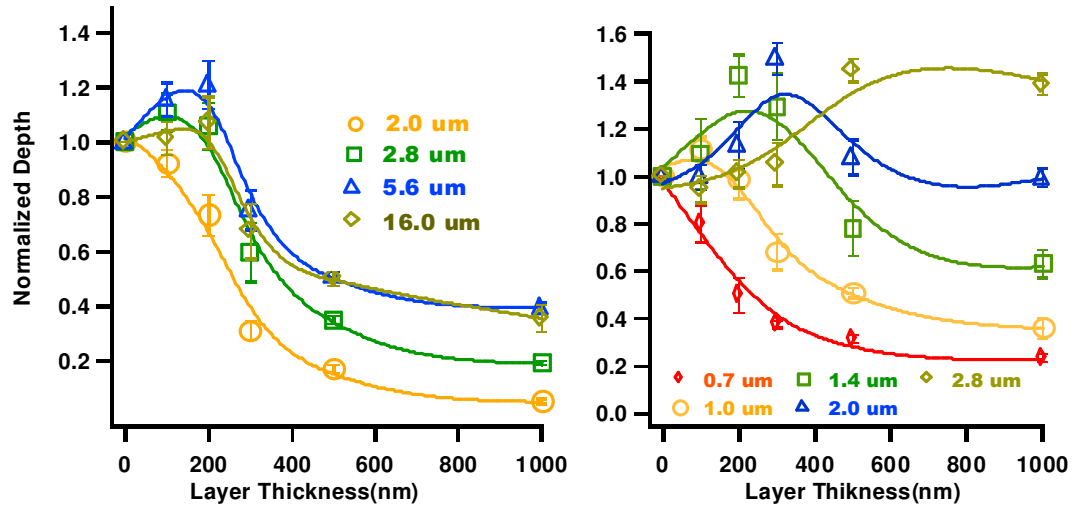 Normalized Depth
1.4
1.2
1.0
0.8
0.6
0.4
0.2
2.0 um
2.8 um
5.6 um
16.0 um
0 200 400 600 800 1000
Layer Thickness(nm)
1.6
1.4
1.2
1.0
0.8
0.6
0.4
0.2
0.0
0.7 um 1.4 um 2.8 um
1.0 um 2.0 um
0 200 400 600 800 1000
Layer Thikness(nm)